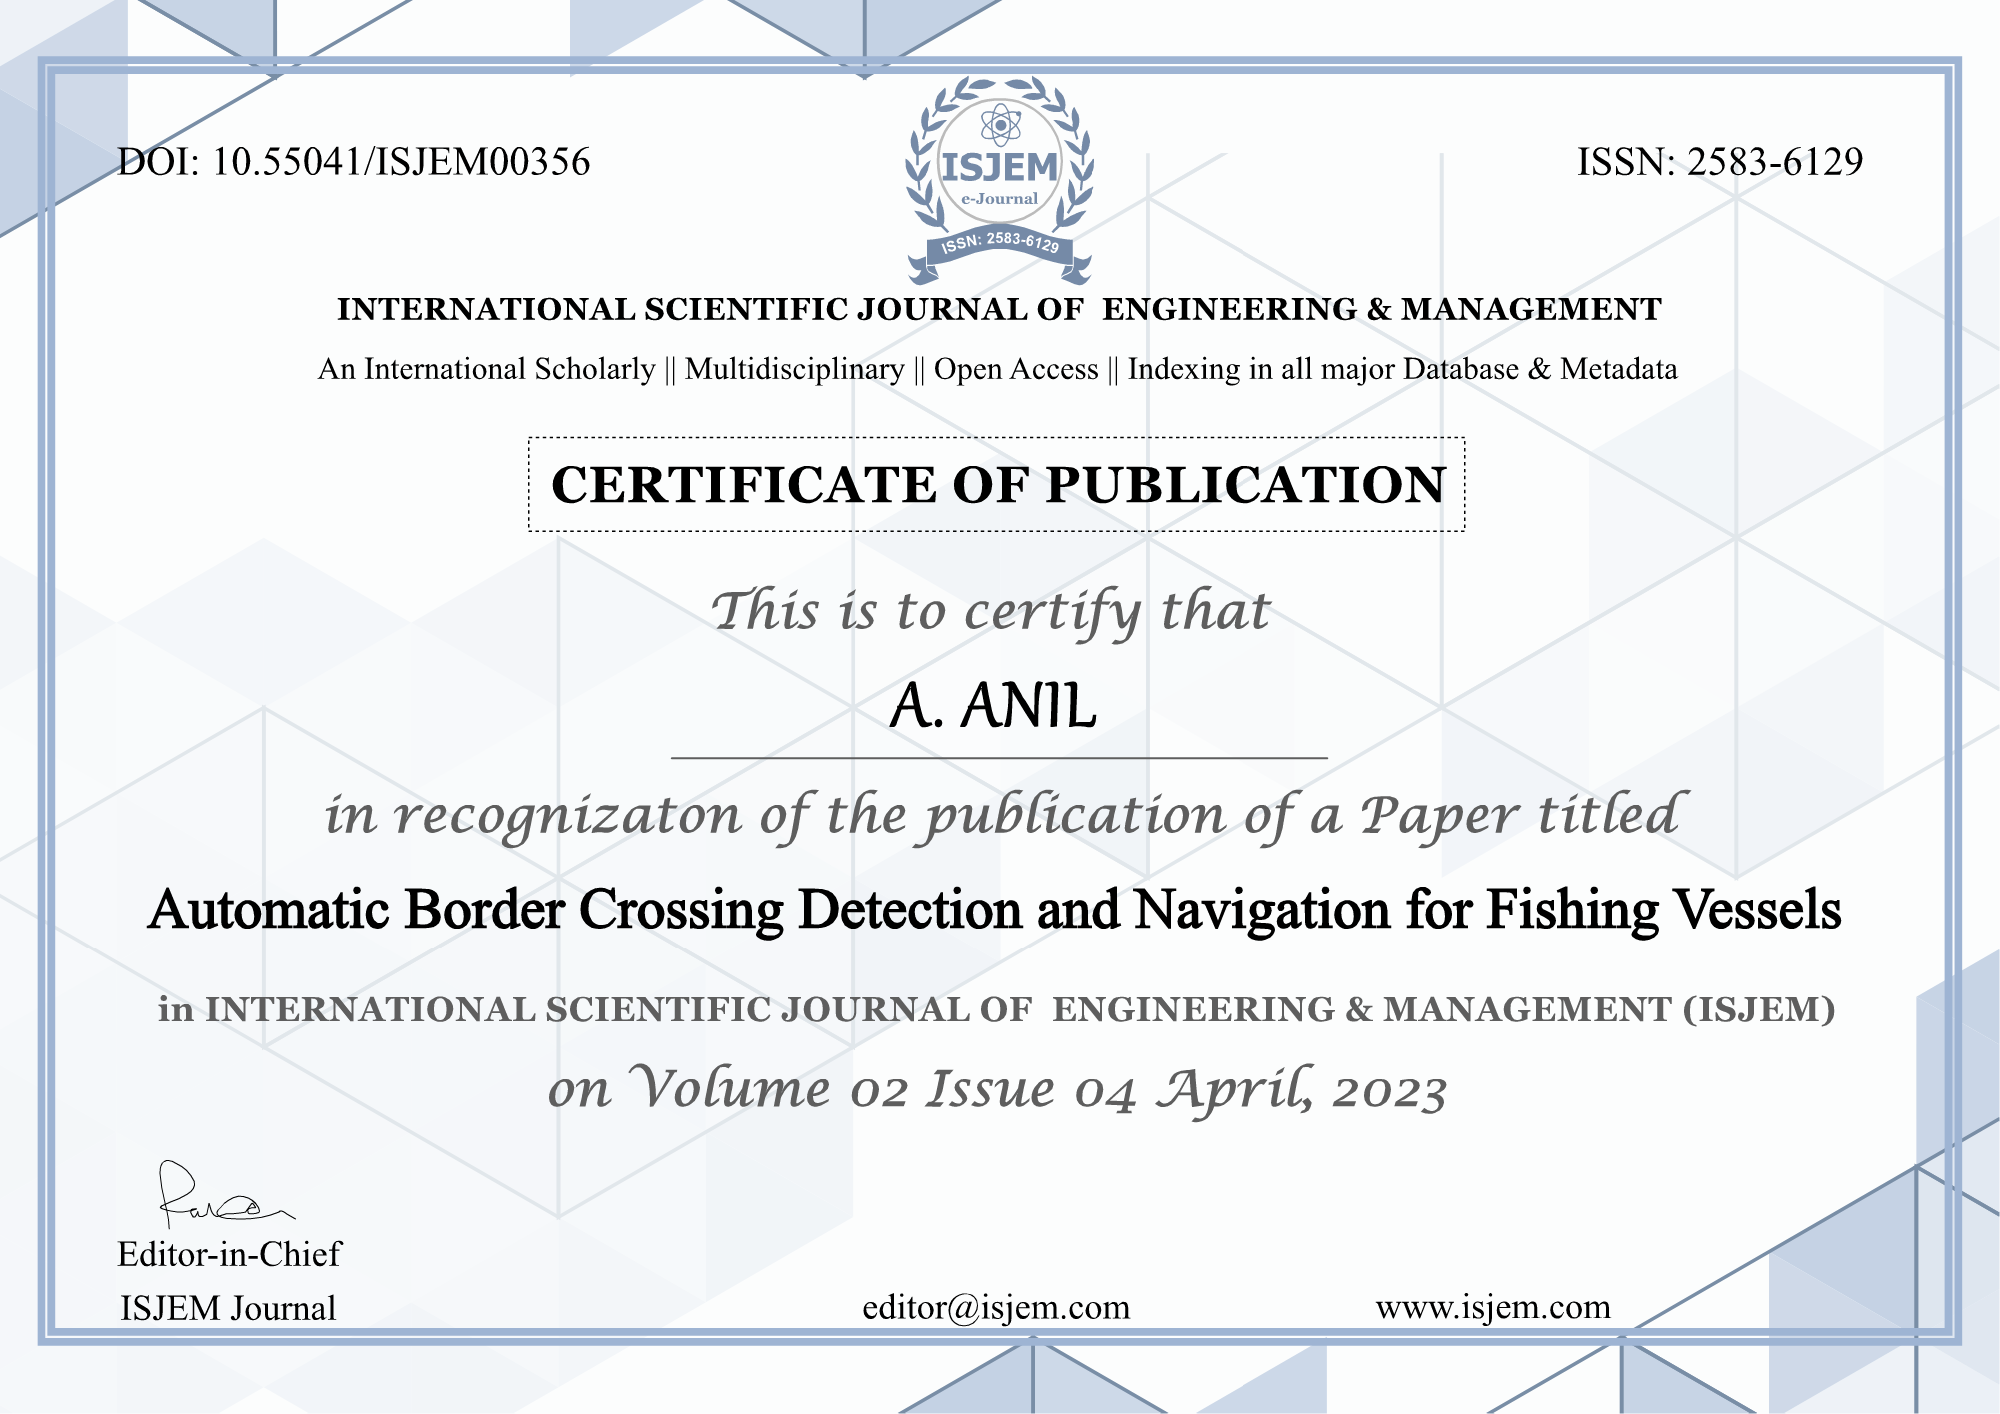 DOI: 10.55041/ISJEM00356
ISSN: 2583-6129
ISJEM
e-Journal
ISSN: 2583-6129
INTERNATIONAL SCIENTIFIC JOURNAL OF ENGINEERING & MANAGEMENT
An International Scholarly || Multidisciplinary || Open Access || Indexing in all major Database & Metadata
CERTIFICATE OF PUBLICATION
This is to certify that
A. ANIL
in recognizaton of the publication of a Paper titled
Automatic Border Crossing Detection and Navigation for Fishing Vessels
in INTERNATIONAL SCIENTIFIC JOURNAL OF ENGINEERING & MANAGEMENT (ISJEM)
on Volume 02 Issue 04 April, 2023
Editor-in-Chief
ISJEM Journal
editor@isjem.com
www.isjem.com